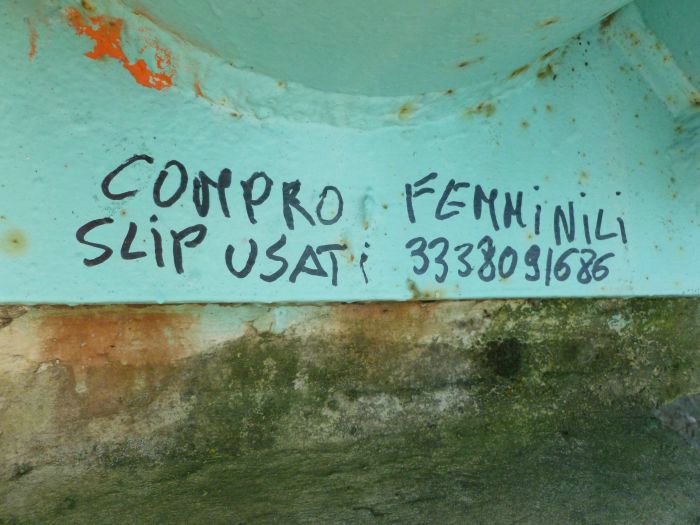 COMPRO FEMMINILI
SLIP USATI 3338091686